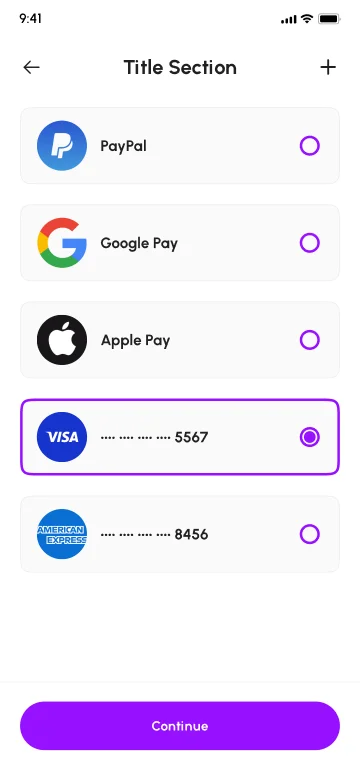 9:41
Title Section
PayPal
Google Pay
Apple Pay
VISA
···· ···· ···· ···· 5567
AMERICAN
EXPRESS
···· ···· ···· ···· 8456
Continue